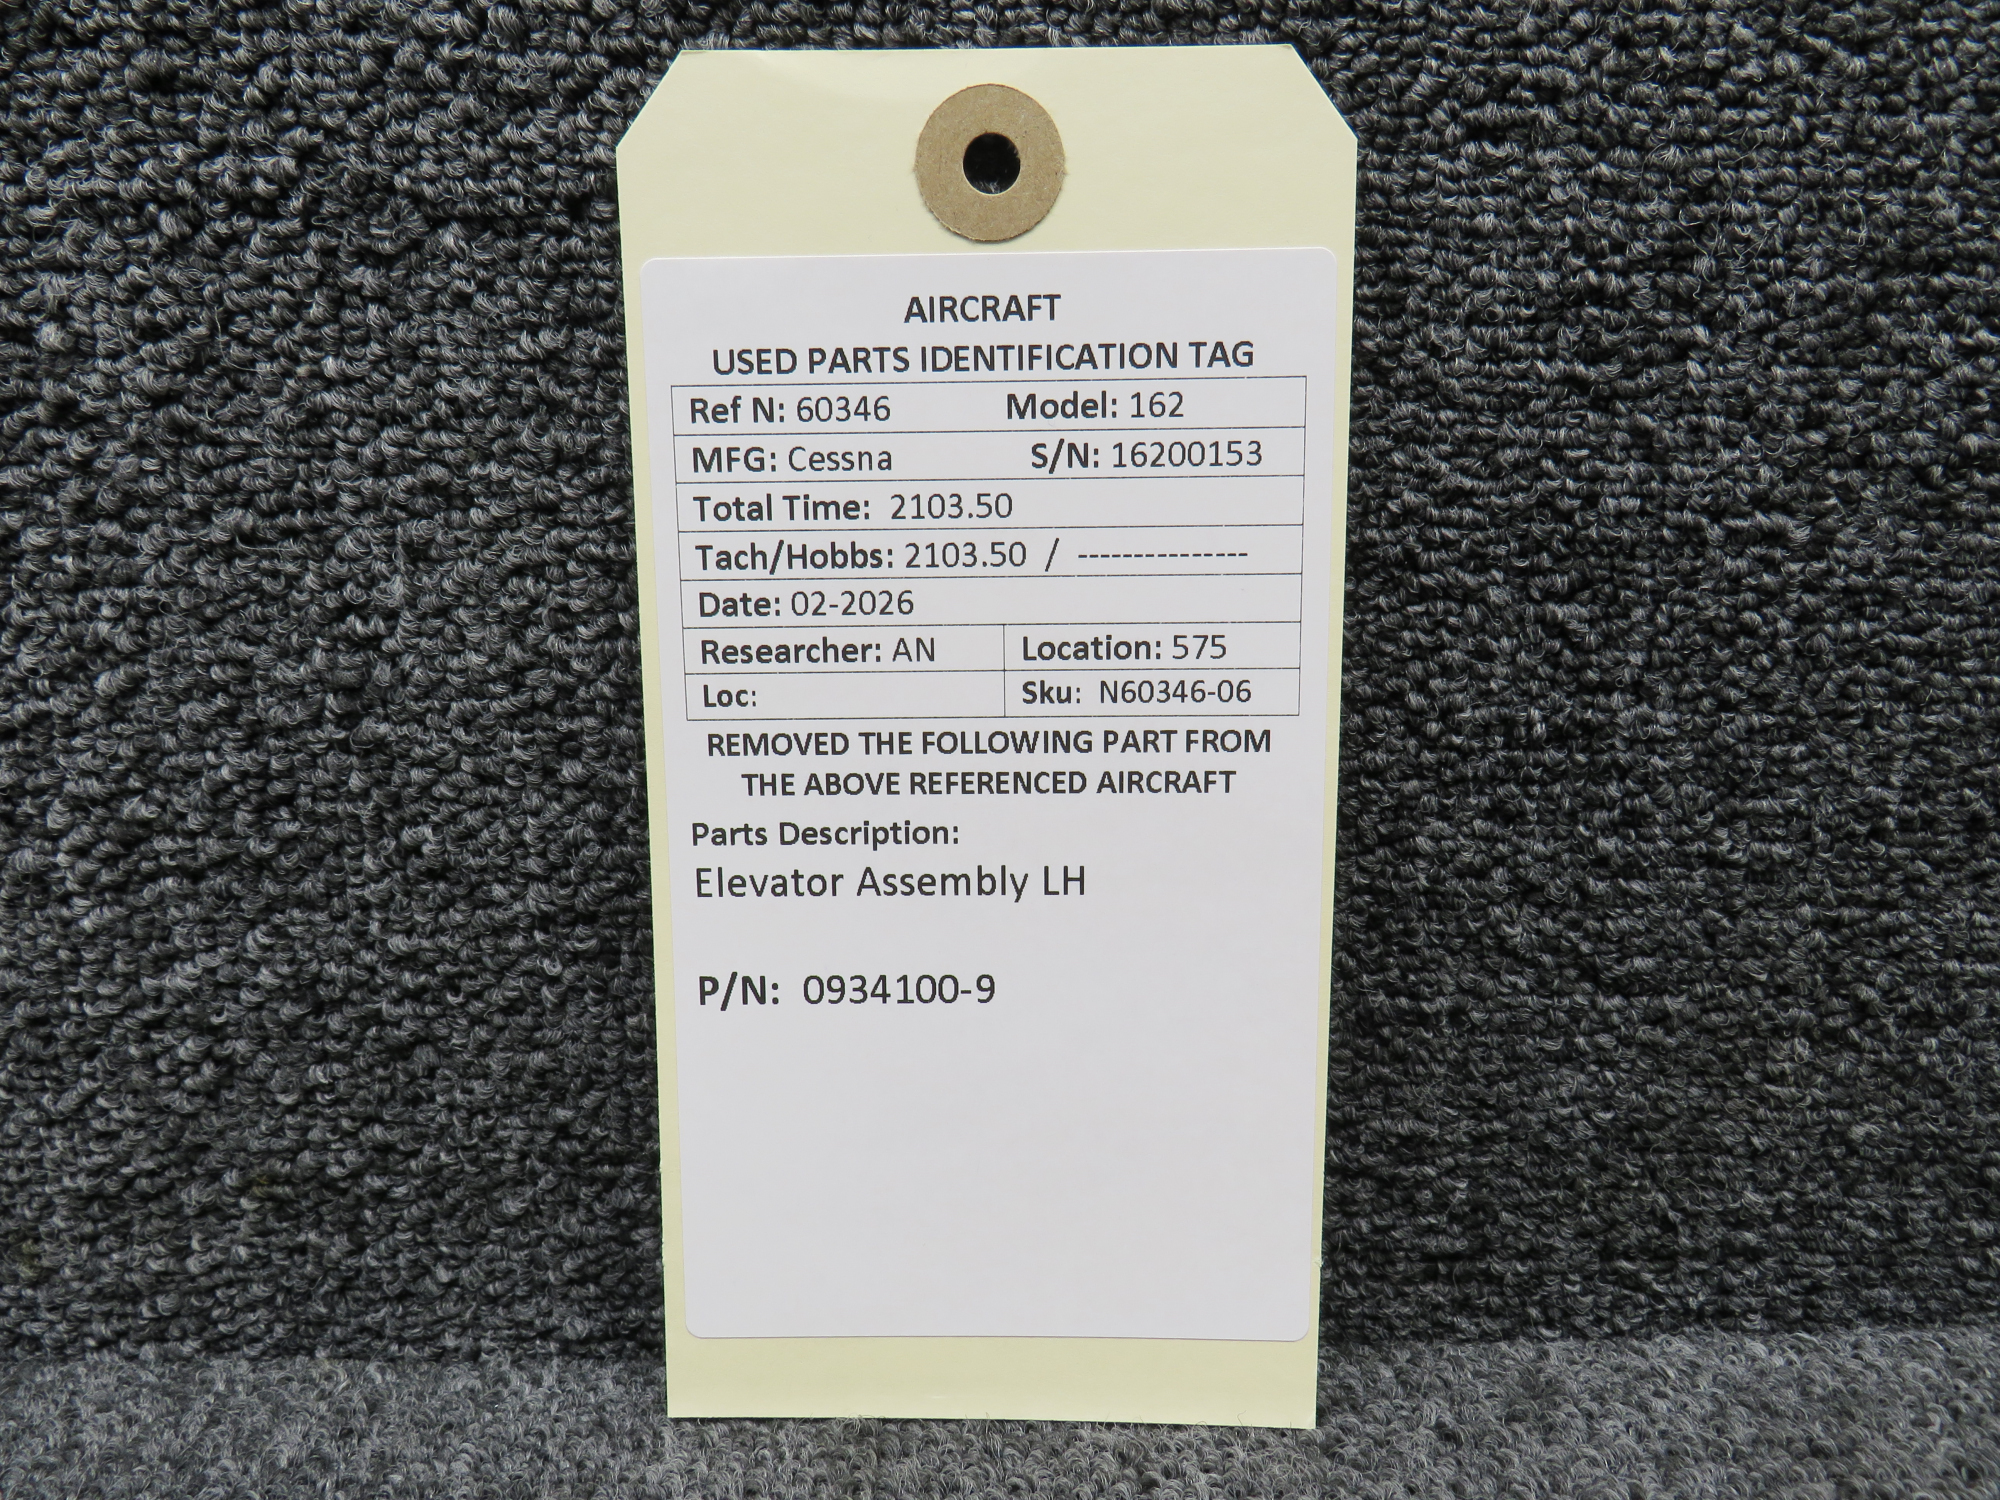 AIRCRAFT
USED PARTS IDENTIFICATION TAG
Ref N: 60346 Model: 162
MFG: Cessna S/N: 16200153
Total Time: 2103.50
Tach/Hobbs: 2103.50 / ---------------
Date: 02-2026
Researcher: AN Location: 575
Loc: Sku: N60346-06
REMOVED THE FOLLOWING PART FROM
THE ABOVE REFERENCED AIRCRAFT
Parts Description:
Elevator Assembly LH
P/N: 0934100-9